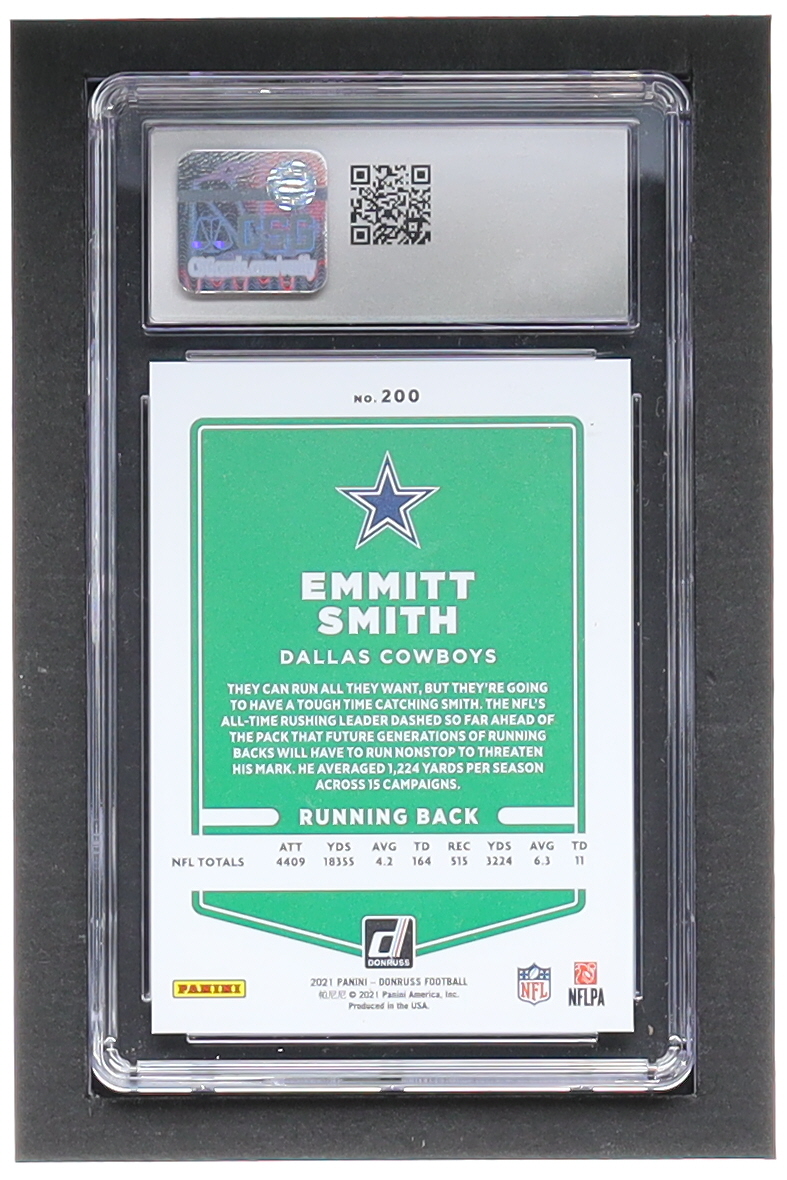 CSG
No. 200
EMMITT
SMITH
DALLAS COWBOYS
THEY CAN RUN ALL THEY WANT, BUT THEY'RE GOING
TO HAVE A TOUGH TIME CATCHING SMITH. THE NFL'S
ALL-TIME RUSHING LEADER DASHED SO FAR AHEAD OF
THE PACK THAT FUTURE GENERATIONS OF RUNNING
BACKS WILL HAVE TO RUN NONSTOP TO THREATEN
HIS MARK. HE AVERAGED 1,224 YARDS PER SEASON
ACROSS 15 CAMPAIGNS.
RUNNING BACK
ATT YDS AVG TD REC YDS AVG TD
NFL TOTALS 4409 18355 4.2 164 515 3224 6.3 11
DONRUSS
PANINI
2021 PANINI – DONRUSS FOOTBALL
帕尼尼 © 2021 Panini America, Inc.
Produced in the USA.
NFL
NFLPA